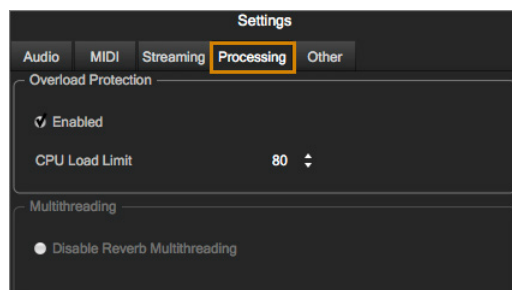 Settings
Audio MIDI Streaming Processing Other
Overload Protection
Enabled
CPU Load Limit 80
Multithreading
Disable Reverb Multithreading